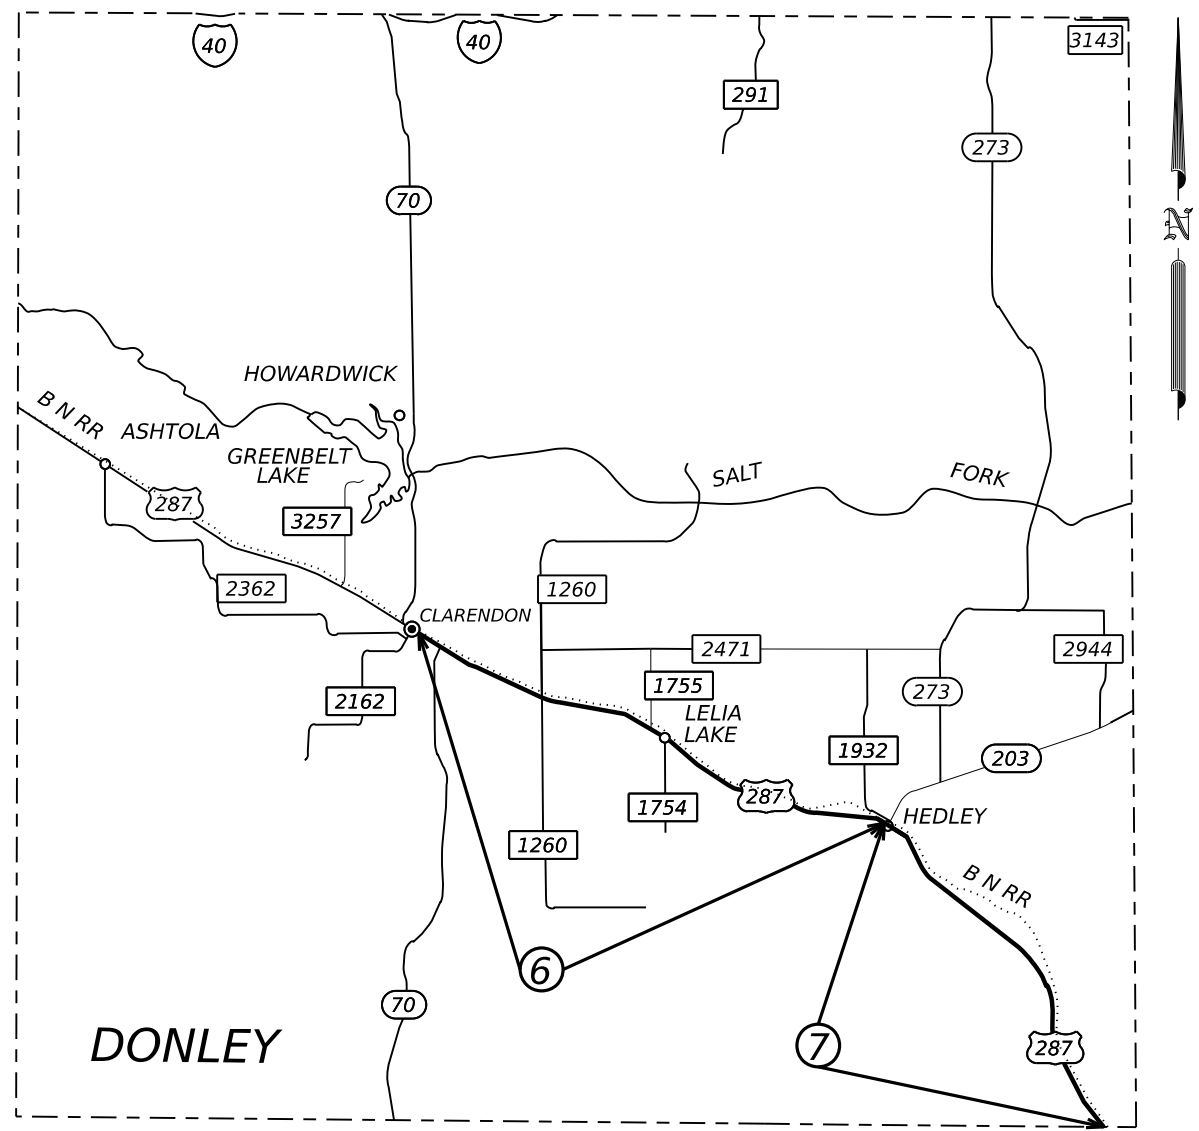 40
40
3143
291
273
70
N
HOWARDWICK
B N RR
ASHTOLA
GREENBELT
LAKE
SALT
FORK
287
3257
2362
1260
CLARENDON
2471
2944
1755
273
2162
LELIA
LAKE
1932
203
287
1754
HEDLEY
1260
B N RR
6
70
7
287
DONLEY